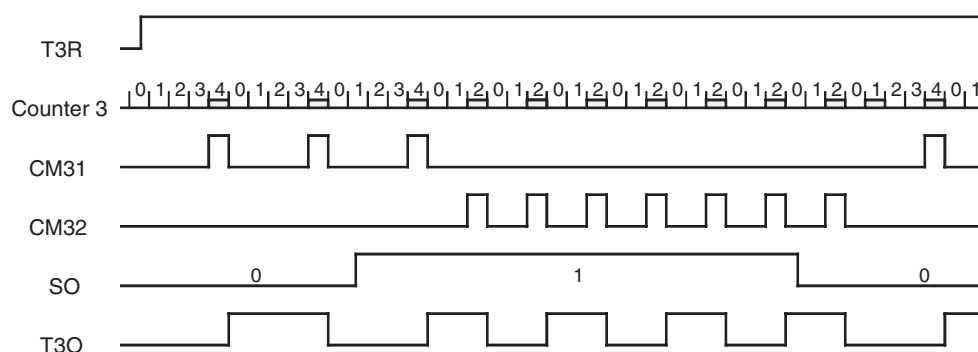 T3R
Counter 3 0 1 2 3 4 0 1 2 3 4 0 1 2 3 4 0 1 2 0 1 2 0 1 2 0 1 2 0 1 2 0 1 2 0 1 2 0 1 2 3 4 0 1
CM31
CM32
SO 0 1 0
T3O